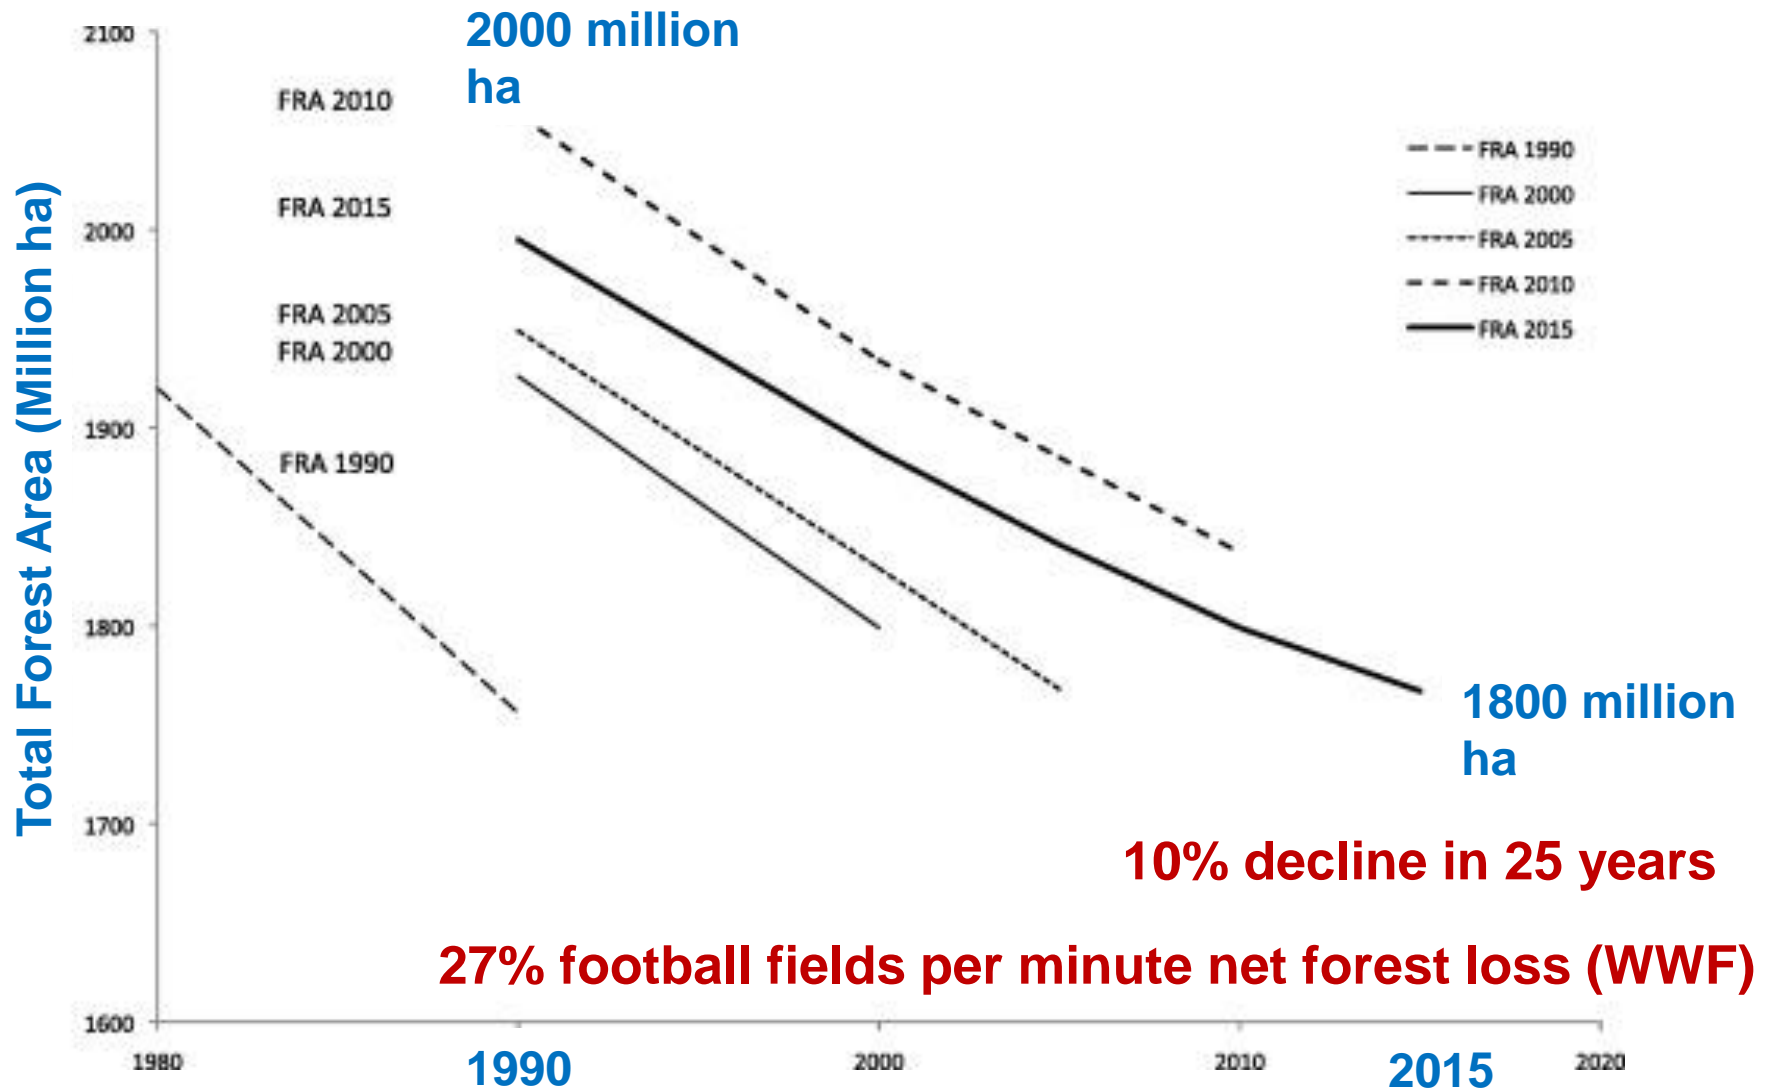 2000 million
ha
2100
2000
1900
1800
1700
1600
Total Forest Area (Million ha)
FRA 2010
FRA 2015
FRA 2005
FRA 2000
FRA 1990
FRA 1990
FRA 2000
FRA 2005
FRA 2010
FRA 2015
1800 million
ha
10% decline in 25 years
27% football fields per minute net forest loss (WWF)
1980
1990
2000
2010
2015
2020